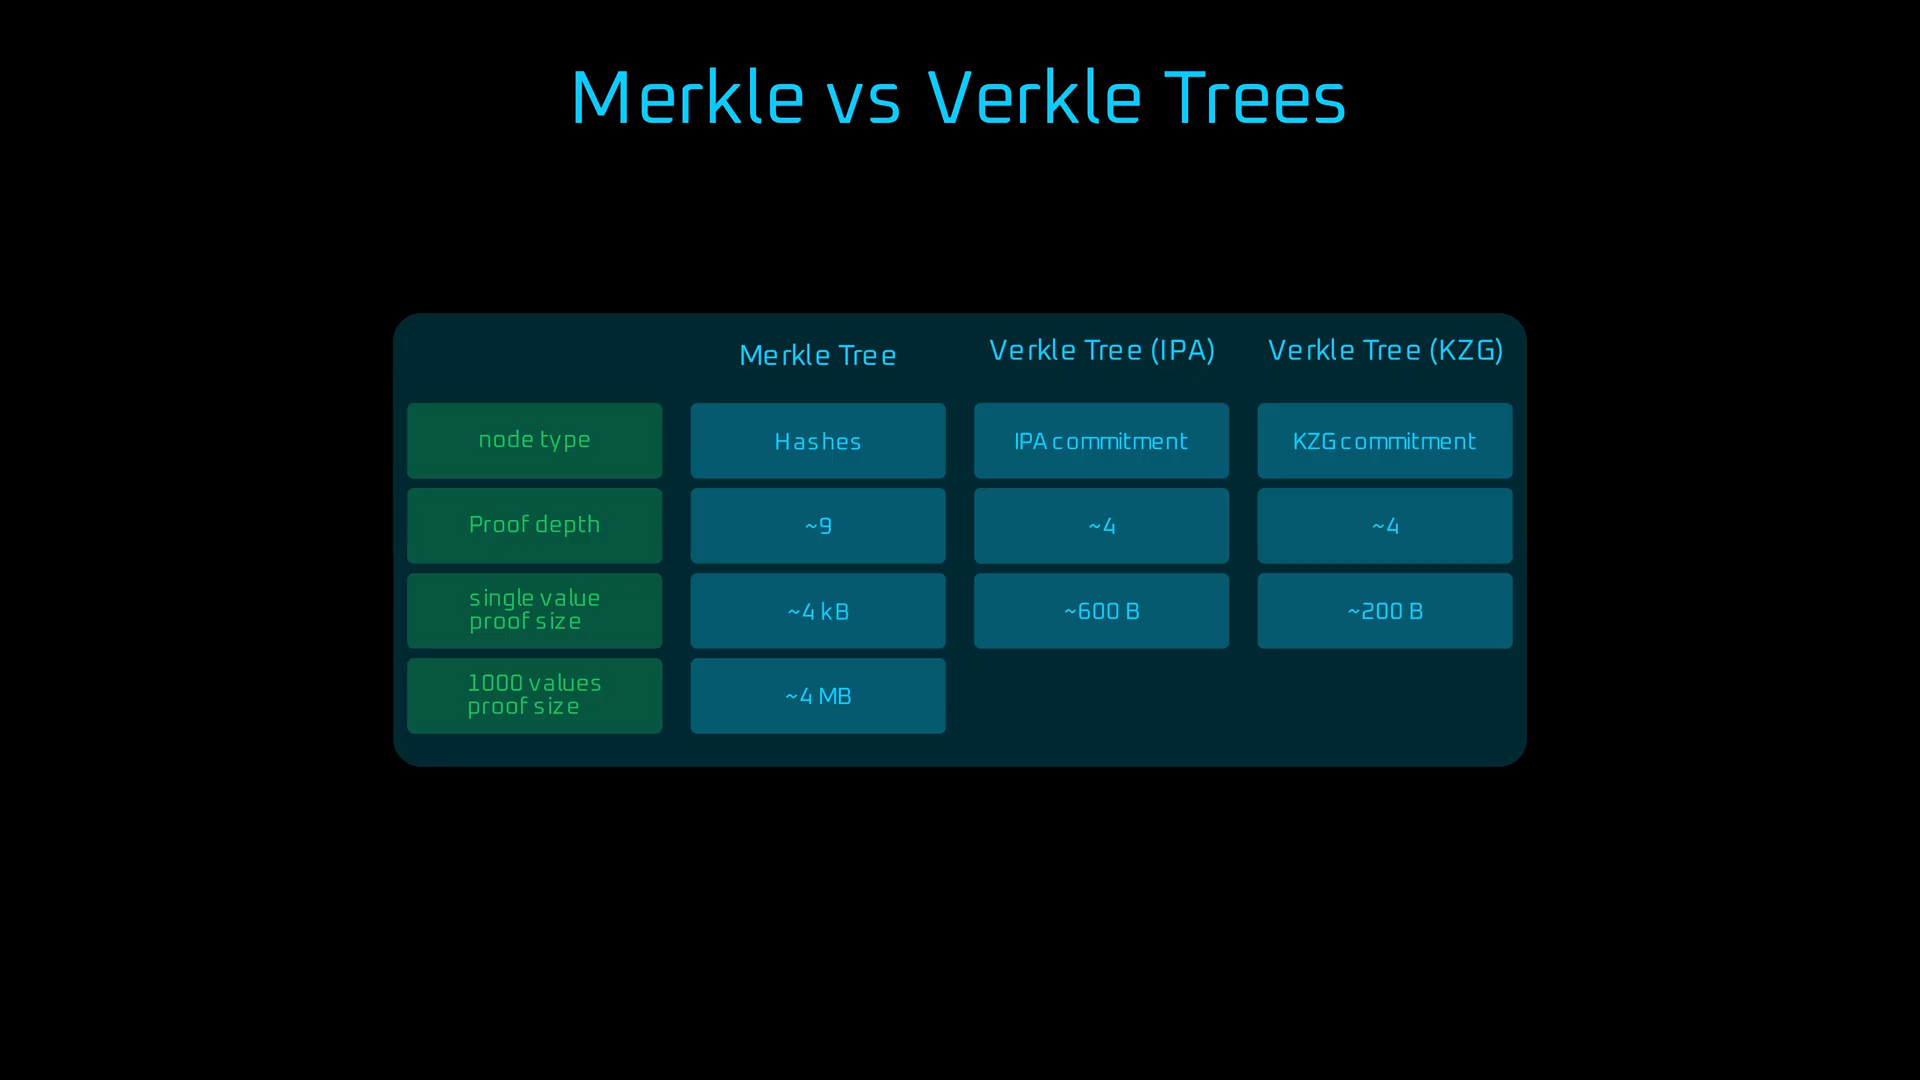 Merkle vs Verkle Trees
Merkle Tree
Verkle Tree (IPA)
Verkle Tree (KZG)
node type
Hashes
IPA commitment
KZG commitment
Proof depth
~9
~4
~4
single value
proof size
~4 kB
~600 B
~200 B
1000 values
proof size
~4 MB